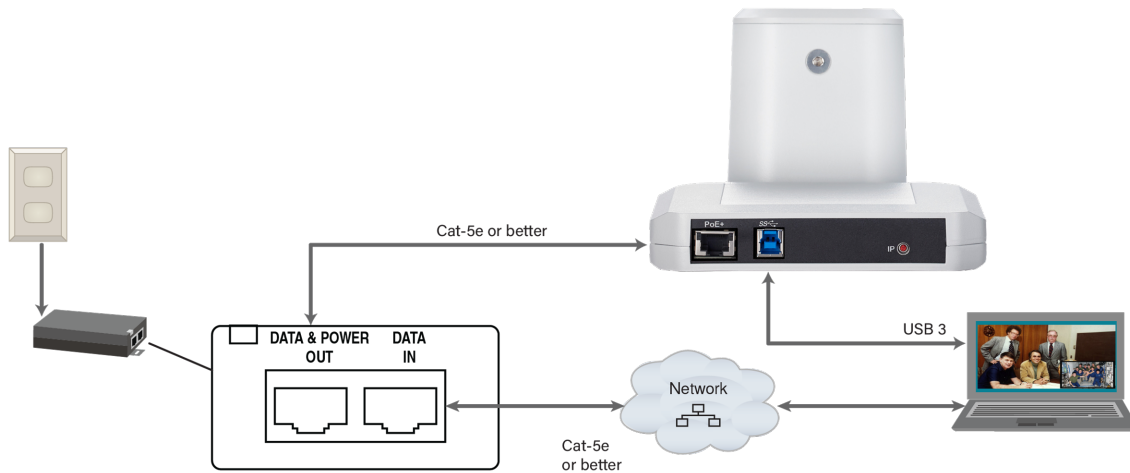 PoE+
SS
IP
Cat-5e or better
USB 3
DATA & POWER
OUT
DATA
IN
Network
Cat-5e
or better